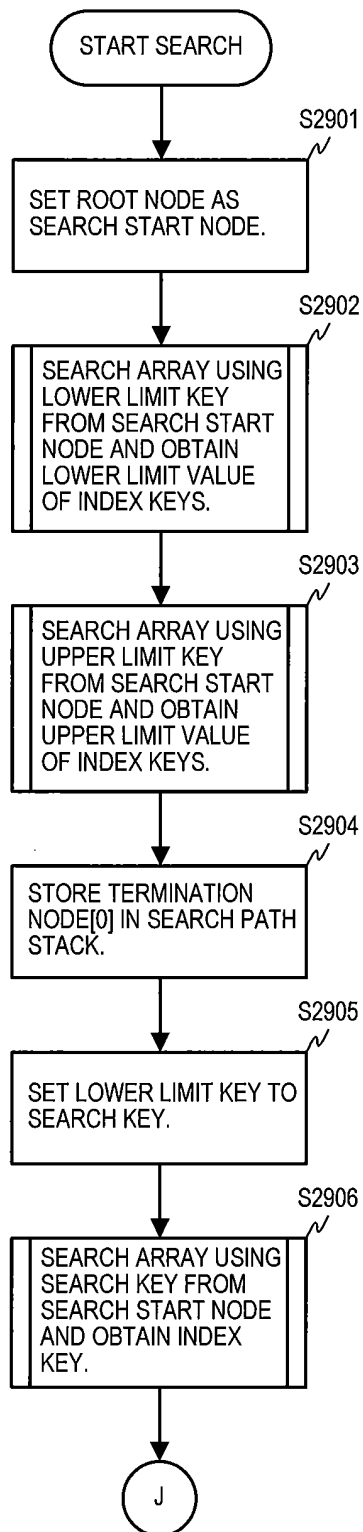 START SEARCH
S2901
SET ROOT NODE AS
SEARCH START NODE.
S2902
SEARCH ARRAY USING
LOWER LIMIT KEY
FROM SEARCH START
NODE AND OBTAIN
LOWER LIMIT VALUE
OF INDEX KEYS.
S2903
SEARCH ARRAY USING
UPPER LIMIT KEY
FROM SEARCH START
NODE AND OBTAIN
UPPER LIMIT VALUE
OF INDEX KEYS.
S2904
STORE TERMINATION
NODE[0] IN SEARCH PATH
STACK.
S2905
SET LOWER LIMIT KEY TO
SEARCH KEY.
S2906
SEARCH ARRAY USING
SEARCH KEY FROM
SEARCH START NODE
AND OBTAIN INDEX
KEY.
J